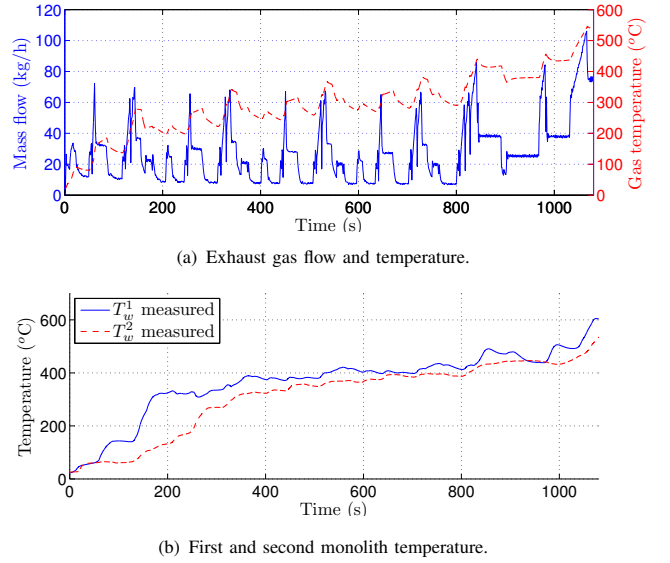 120
100
80
60
40
20
0
Mass flow (kg/h)
600
500
400
300
200
100
0
Gas temperature (°C)
0 200 400 600 800 1000
Time (s)
(a) Exhaust gas flow and temperature.
600
400
200
0
Temperature (°C)
T_w^1 measured
T_w^2 measured
0 200 400 600 800 1000
Time (s)
(b) First and second monolith temperature.